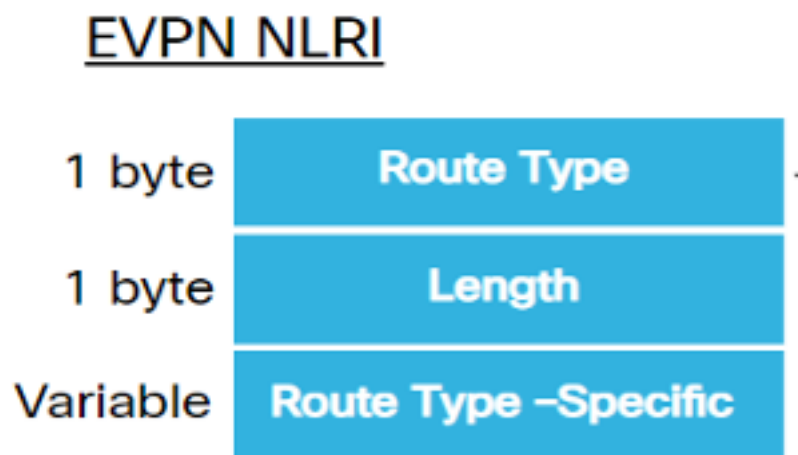 EVPN NLRI
1 byte Route Type
1 byte Length
Variable Route Type –Specific